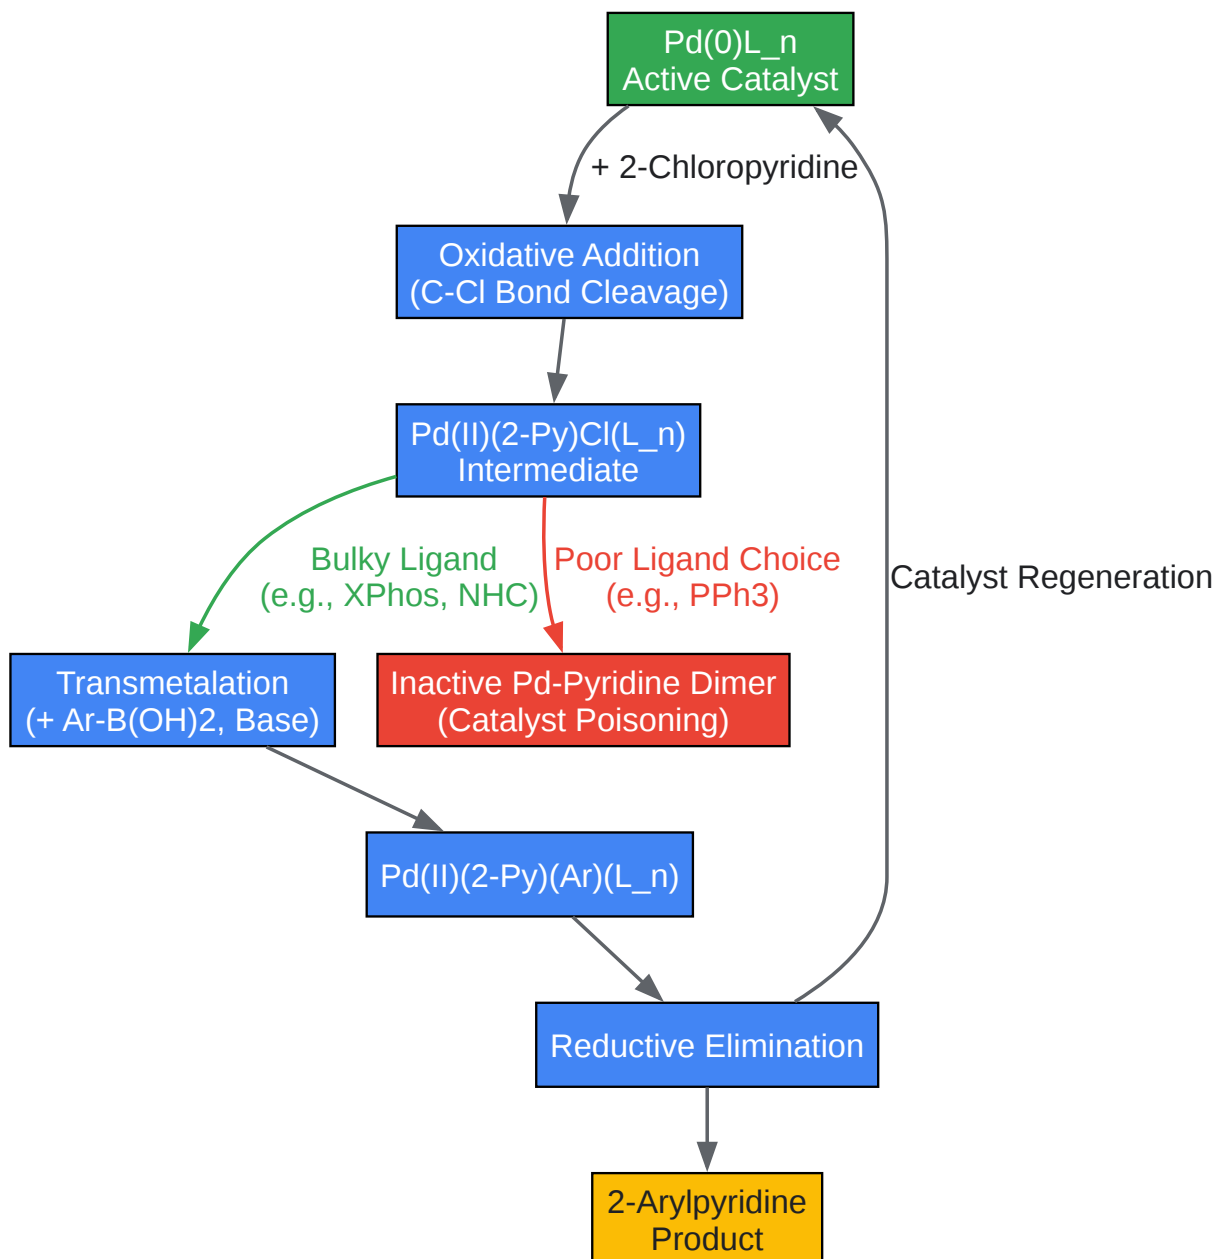 Pd(0)L_n
Active Catalyst
+ 2-Chloropyridine
Oxidative Addition
(C-Cl Bond Cleavage)
Pd(II)(2-Py)Cl(L_n)
Intermediate
Bulky Ligand
(e.g., XPhos, NHC)
Poor Ligand Choice
(e.g., PPh3)
Catalyst Regeneration
Transmetalation
(+ Ar-B(OH)2, Base)
Inactive Pd-Pyridine Dimer
(Catalyst Poisoning)
Pd(II)(2-Py)(Ar)(L_n)
Reductive Elimination
2-Arylpyridine
Product